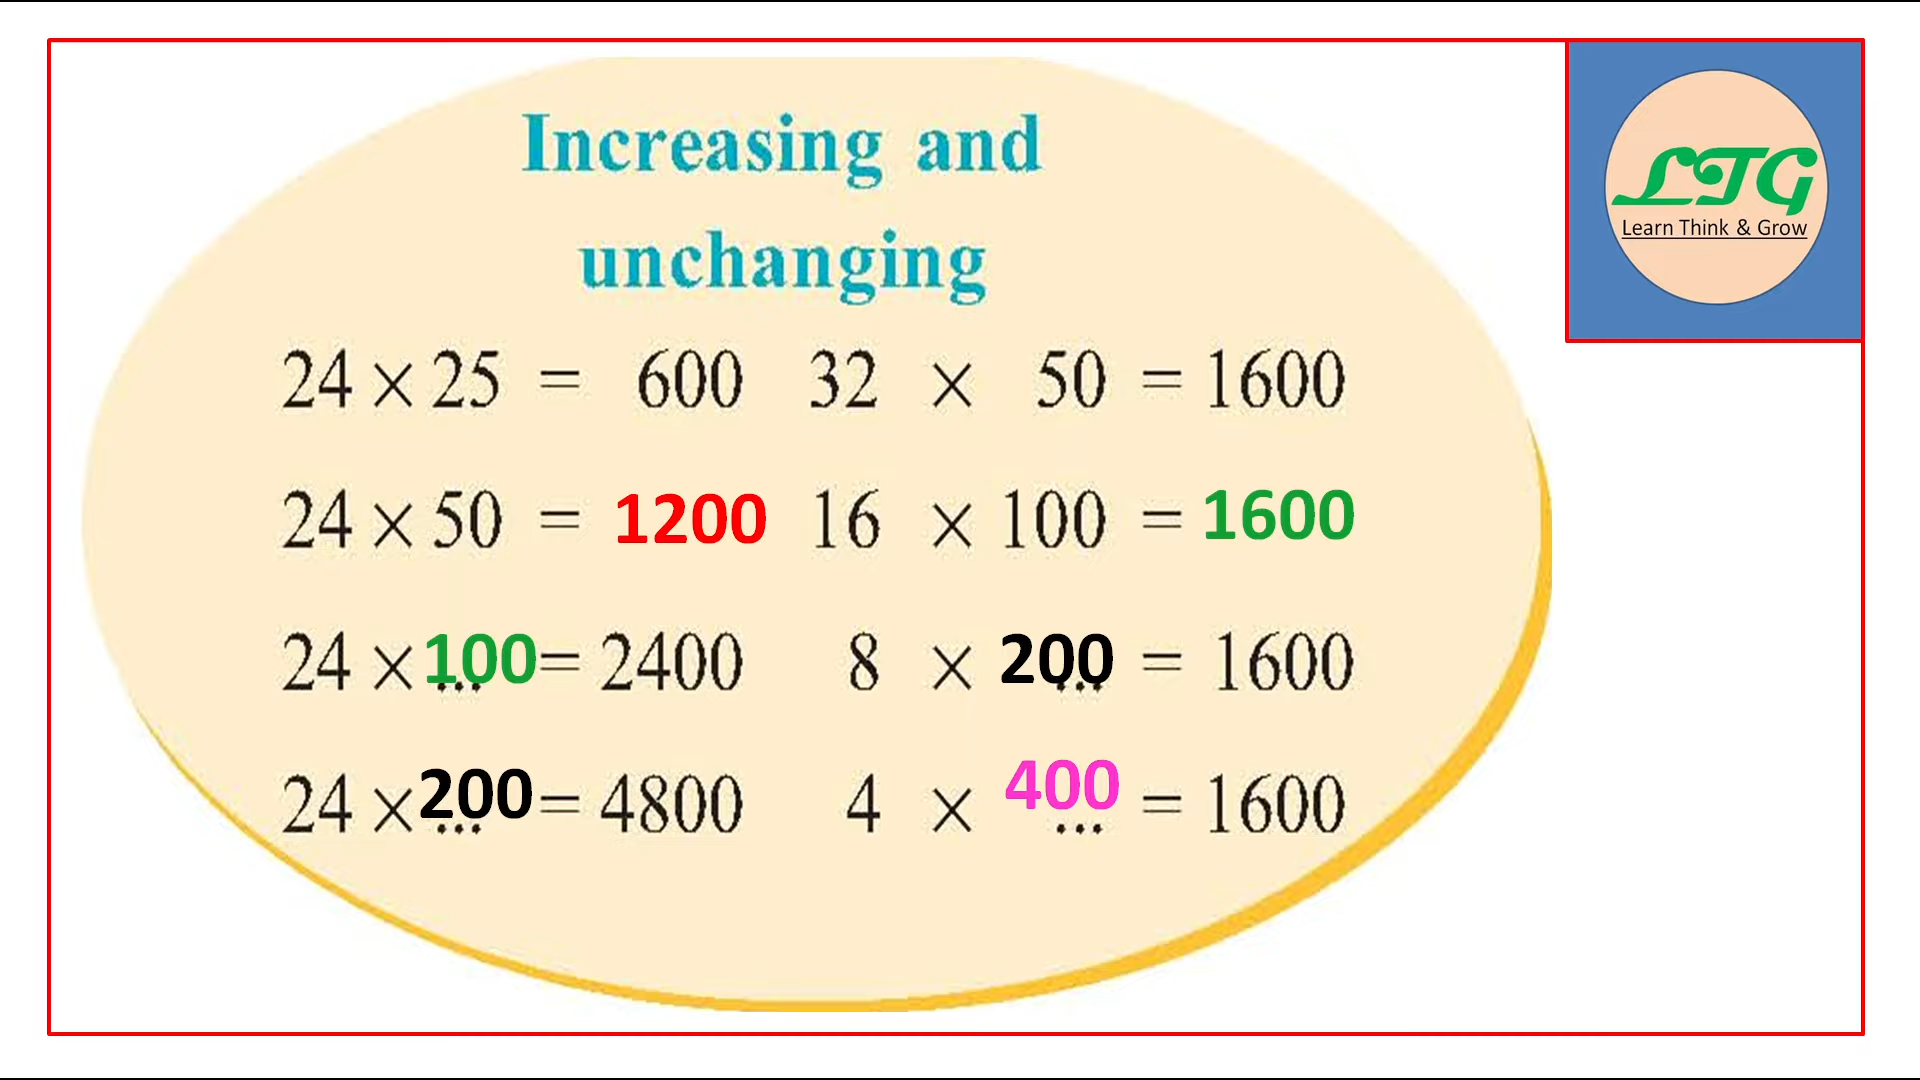 Increasing and
unchanging
24 × 25 = 600 32 × 50 = 1600
24 × 50 = 1200 16 × 100 = 1600
24 × 100 = 2400 8 × 200 = 1600
24 × 200 = 4800 4 × 400 = 1600
LTG
Learn Think & Grow